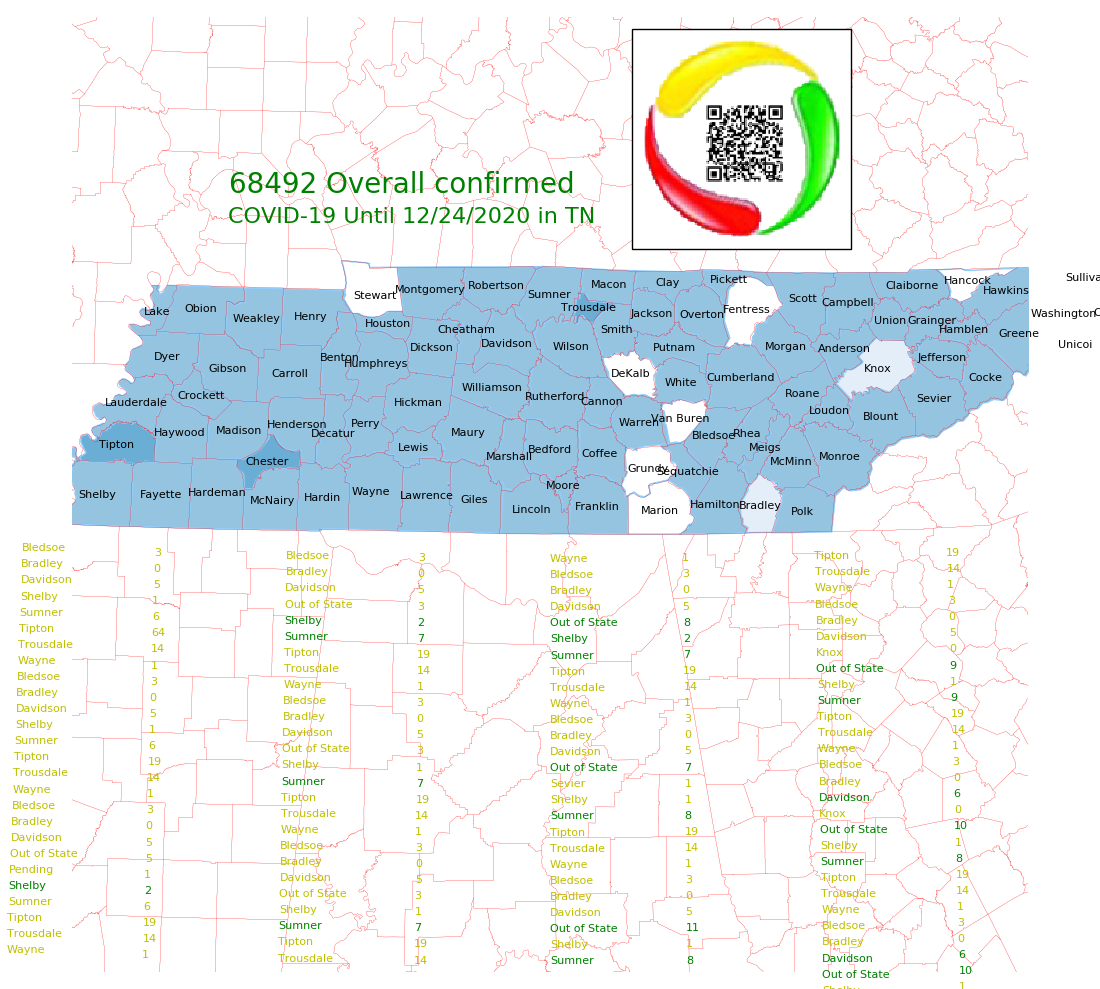 68492 Overall confirmed
COVID-19 Until 12/24/2020 in TN
Stewart
Montgomery
Robertson
Sumner
Macon
Clay
Pickett
Fentress
Scott
Campbell
Claiborne
Hancock
Hawkins
Sulliva
Lake
Obion
Weakley
Henry
Houston
Cheatham
Davidson
Trousdale
Smith
Jackson
Overton
Union
Grainger
Hamblen
Greene
Washington
C
Unicoi
Dyer
Gibson
Carroll
Benton
Humphreys
Dickson
Wilson
Putnam
Morgan
Anderson
Knox
Jefferson
Cocke
DeKalb
White
Cumberland
Roane
Loudon
Blount
Sevier
Lauderdale
Crockett
Williamson
Rutherford
Cannon
Hickman
Tipton
Haywood
Madison
Henderson
Decatur
Perry
Lewis
Maury
Marshall
Bedford
Coffee
Warren
Van Buren
Bledsoe
Rhea
Meigs
McMinn
Monroe
Chester
Grundy
Sequatchie
Shelby
Fayette
Hardeman
McNairy
Hardin
Wayne
Lawrence
Giles
Lincoln
Moore
Franklin
Marion
Hamilton
Bradley
Polk
Bledsoe 3
Bradley 0
Davidson 5
Shelby 1
Sumner 6
Tipton 64
Trousdale 14
Wayne 1
Bledsoe 3
Bradley 0
Davidson 5
Shelby 1
Sumner 6
Tipton 19
Trousdale 14
Wayne 1
Bledsoe 3
Bradley 0
Davidson 5
Out of State 5
Pending 1
Shelby 2
Sumner 6
Tipton 19
Trousdale 14
Wayne 1
Bledsoe 3
Bradley 0
Davidson 5
Out of State 3
Shelby 2
Sumner 7
Tipton 19
Trousdale 14
Wayne 1
Bledsoe 3
Bradley 0
Davidson 5
Out of State 3
Shelby 1
Sumner 7
Tipton 19
Trousdale 14
Wayne 1
Bledsoe 3
Bradley 0
Davidson 5
Out of State 3
Shelby 1
Sumner 7
Tipton 19
Trousdale 14
Wayne 1
Bledsoe 3
Bradley 0
Davidson 5
Out of State 8
Shelby 2
Sumner 7
Tipton 19
Trousdale 14
Wayne 1
Bledsoe 3
Bradley 0
Davidson 5
Out of State 7
Sevier 1
Shelby 1
Sumner 8
Tipton 19
Trousdale 14
Wayne 1
Bledsoe 3
Bradley 0
Davidson 5
Out of State 11
Shelby 1
Sumner 8
Tipton 19
Trousdale 14
Wayne 1
Bledsoe 3
Bradley 0
Davidson 5
Knox 0
Out of State 9
Shelby 1
Sumner 9
Tipton 19
Trousdale 14
Wayne 1
Bledsoe 3
Bradley 0
Davidson 6
Knox 0
Out of State 10
Shelby 1
Sumner 8
Tipton 19
Trousdale 14
Wayne 1
Bledsoe 3
Bradley 0
Davidson 6
Out of State 10
Shelby 1